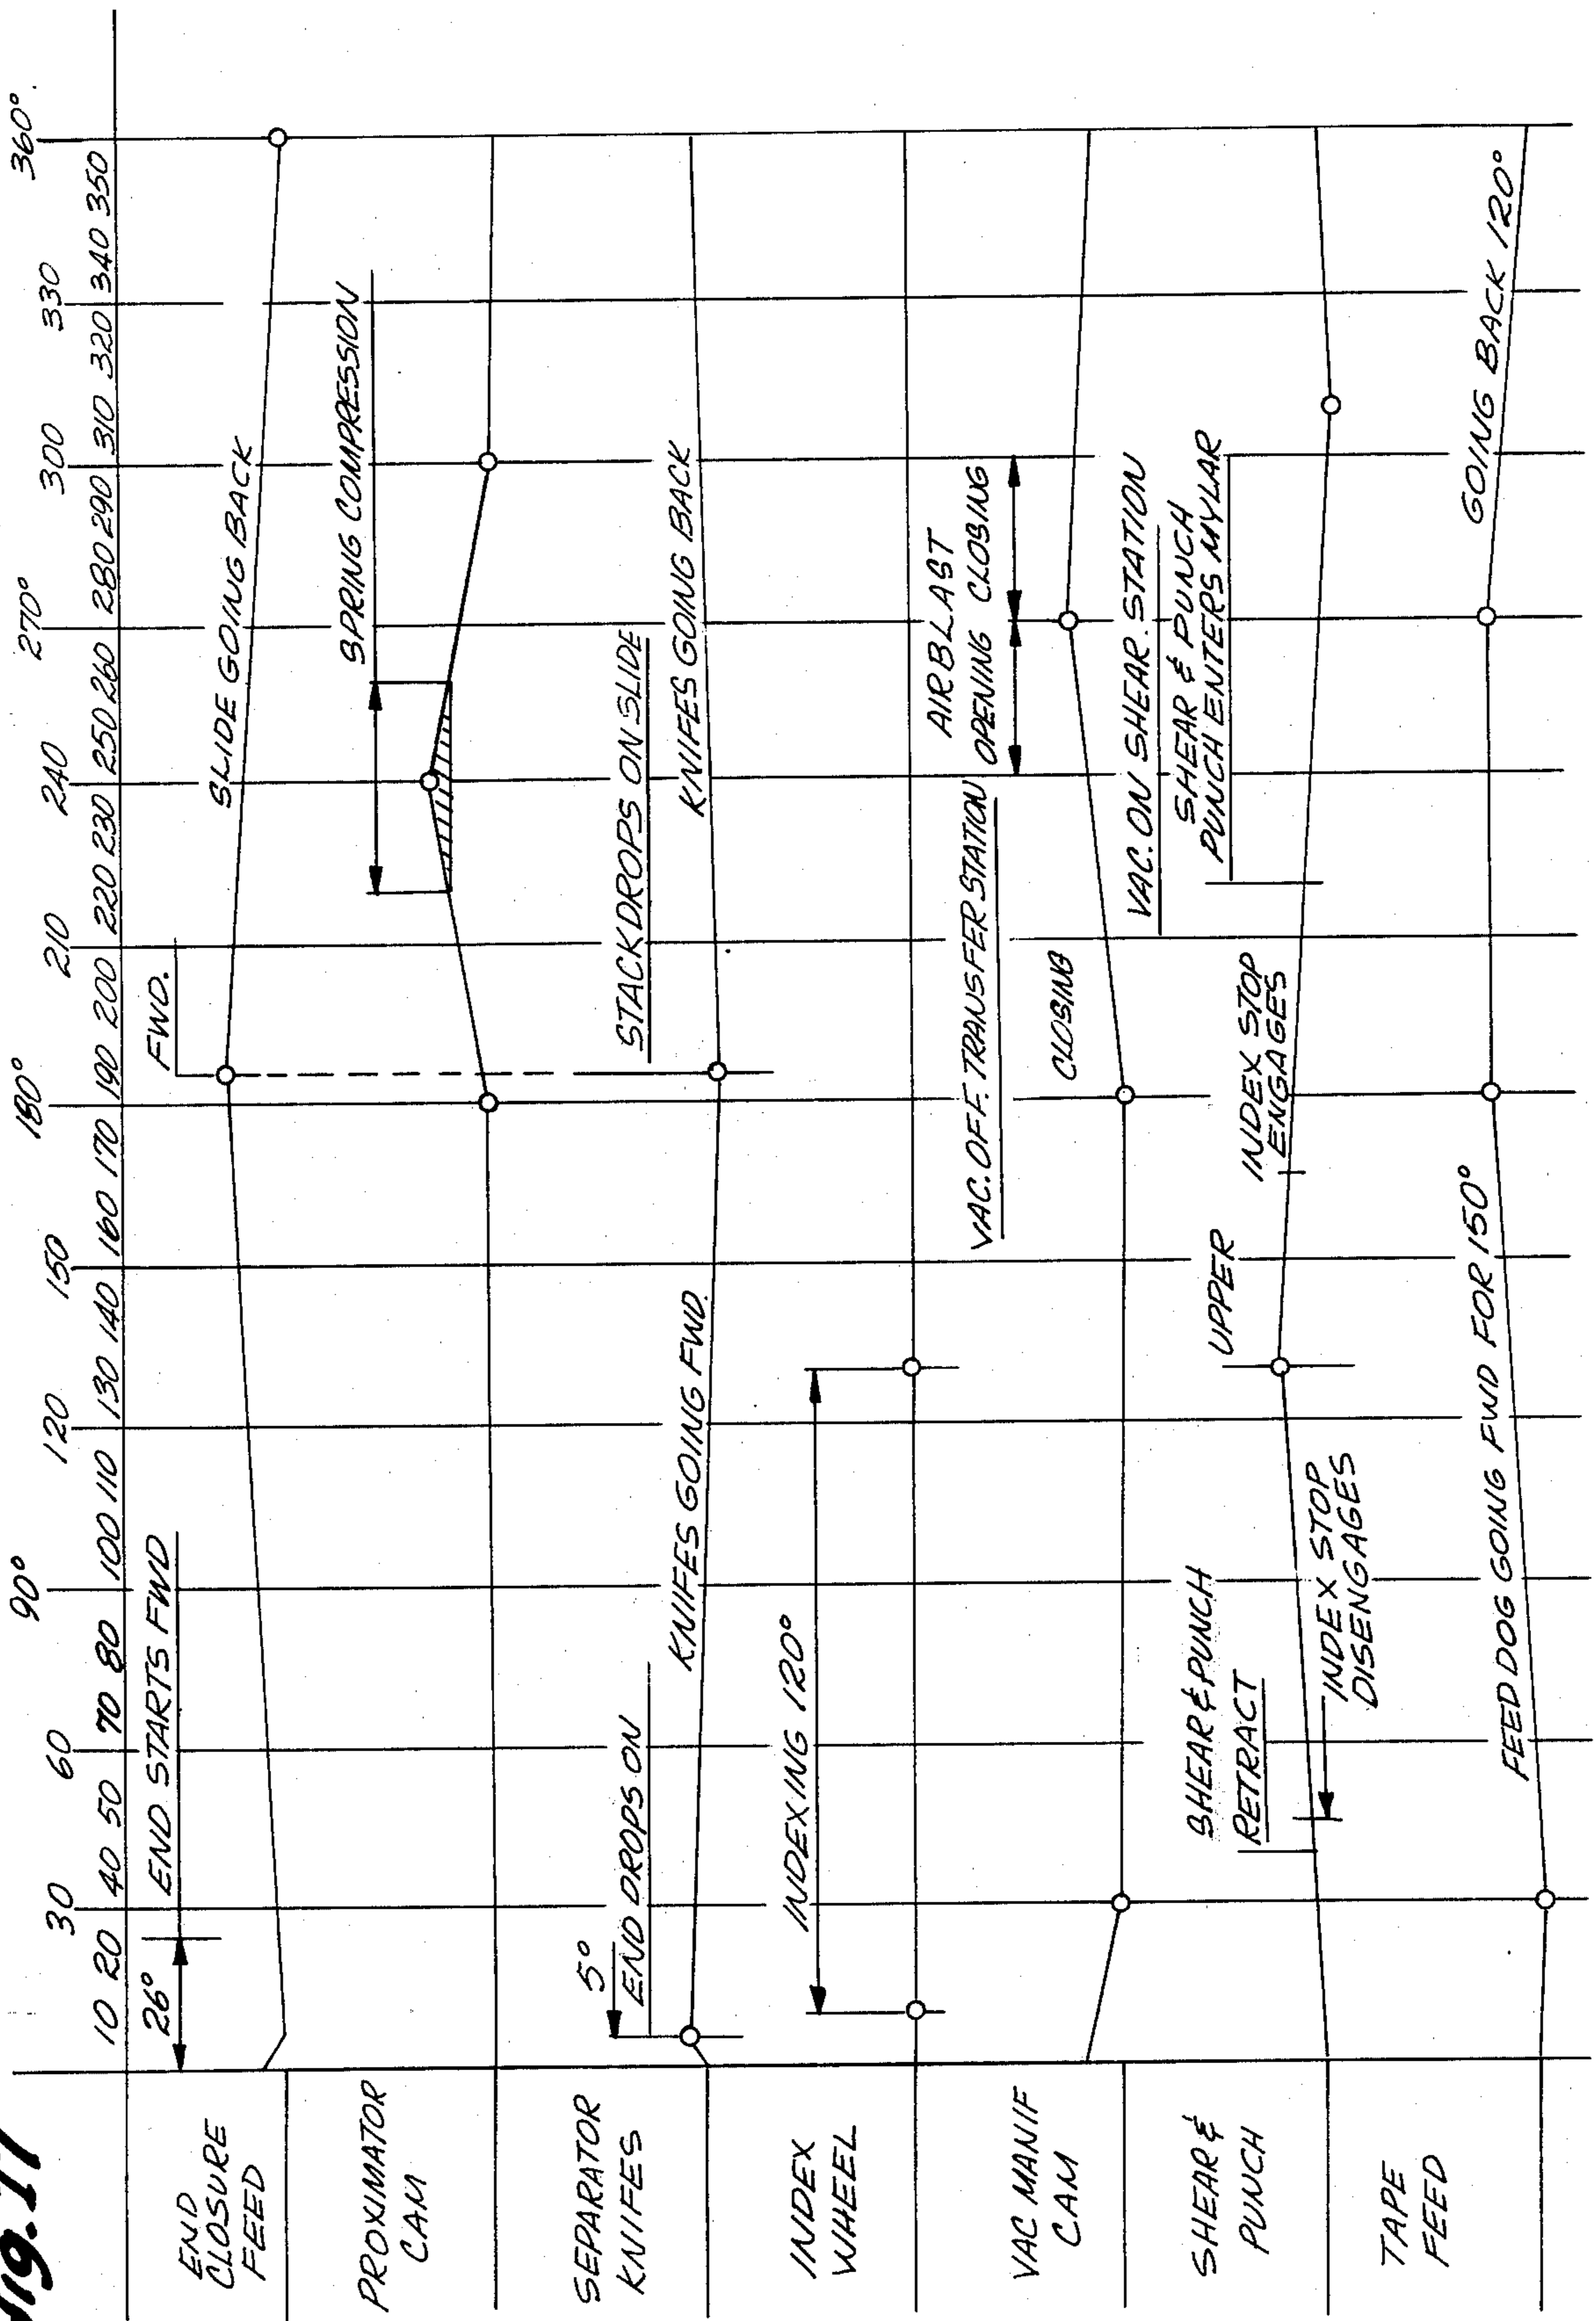 Fig. 17
30 60 90° 120 150 180° 210 240 270° 300 330 360°.
10 20 40 50 70 80 100 110 130 140 160 170 190 200 220 230 250 260 280 290 310 320 340 350
END
CLOSURE
FEED
26°
END STARTS FWD
FWD.
SLIDE GOING BACK
PROXIMATOR
CAM
SPRING COMPRESSION
SEPARATOR
KNIFES
5°
END DROPS ON
KNIFES GOING FWD.
STACK DROPS ON SLIDE
KNIFES GOING BACK
INDEX
WHEEL
INDEXING 120°
VAC MANIF
CAM
VAC. OFF. TRANSFER STATION
CLOSING
AIR BLAST
OPENING CLOSING
VAC. ON SHEAR. STATION
SHEAR &
PUNCH
SHEAR & PUNCH
RETRACT
INDEX STOP
DISENGAGES
UPPER
INDEX STOP
ENGAGES
SHEAR & PUNCH
PUNCH ENTERS MYLAR
TAPE
FEED
FEED DOG GOING FWD FOR 150°
GOING BACK 120°